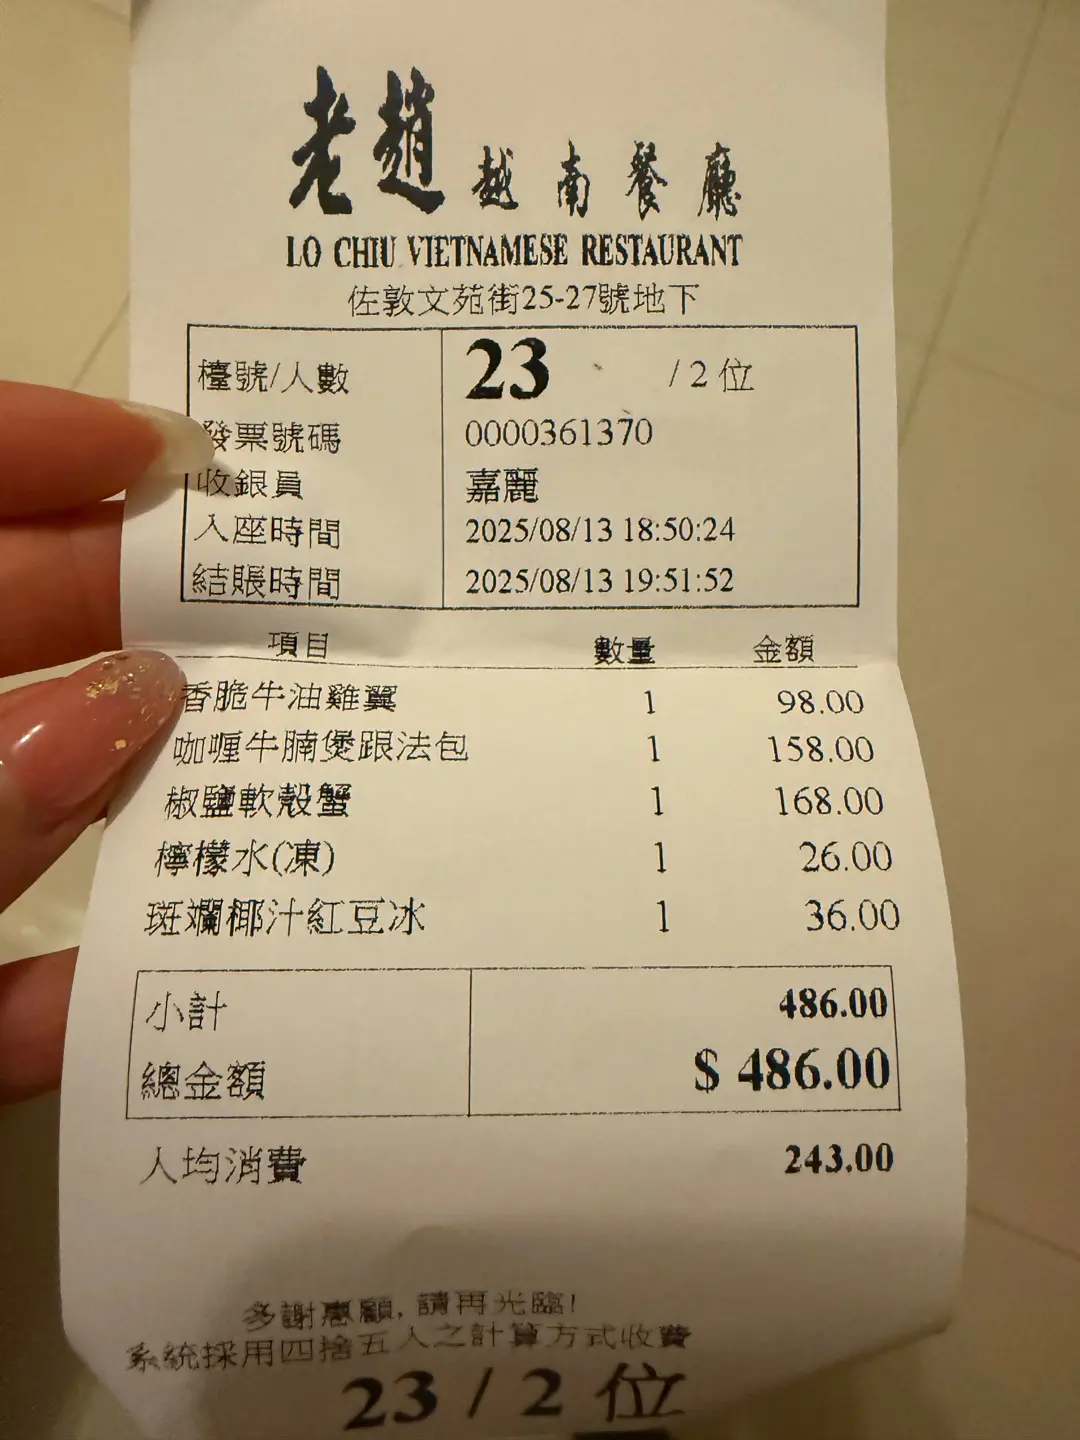 老趙越南餐廳
LO CHIU VIETNAMESE RESTAURANT
佐敦文苑街25-27號地下
檯號/人數 23 / 2 位
發票號碼 0000361370
收銀員 嘉麗
入座時間 2025/08/13 18:50:24
結賬時間 2025/08/13 19:51:52
項目 數量 金額
香脆牛油雞翼 1 98.00
咖喱牛腩煲跟法包 1 158.00
椒鹽軟殼蟹 1 168.00
檸檬水(凍) 1 26.00
斑斕椰汁紅豆冰 1 36.00
小計 486.00
總金額 $ 486.00
人均消費 243.00
多謝惠顧, 請再光臨!
系統採用四捨五入之計算方式收費
23 / 2 位